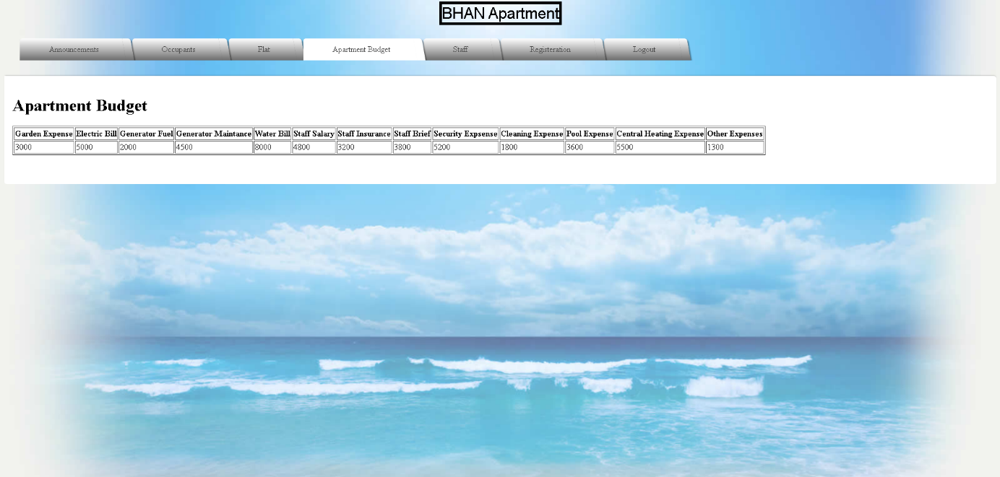 BHAN Apartment
Announcements Occupants Flat Apartment Budget Staff Registeration Logout
Apartment Budget
Garden Expense Electric Bill Generator Fuel Generator Maintance Water Bill Staff Salary Staff Insurance Staff Brief Security Expsense Cleaning Expense Pool Expense Central Heating Expense Other Expenses
3000 5000 2000 4500 8000 4800 3200 3800 5200 1800 3600 5500 1300